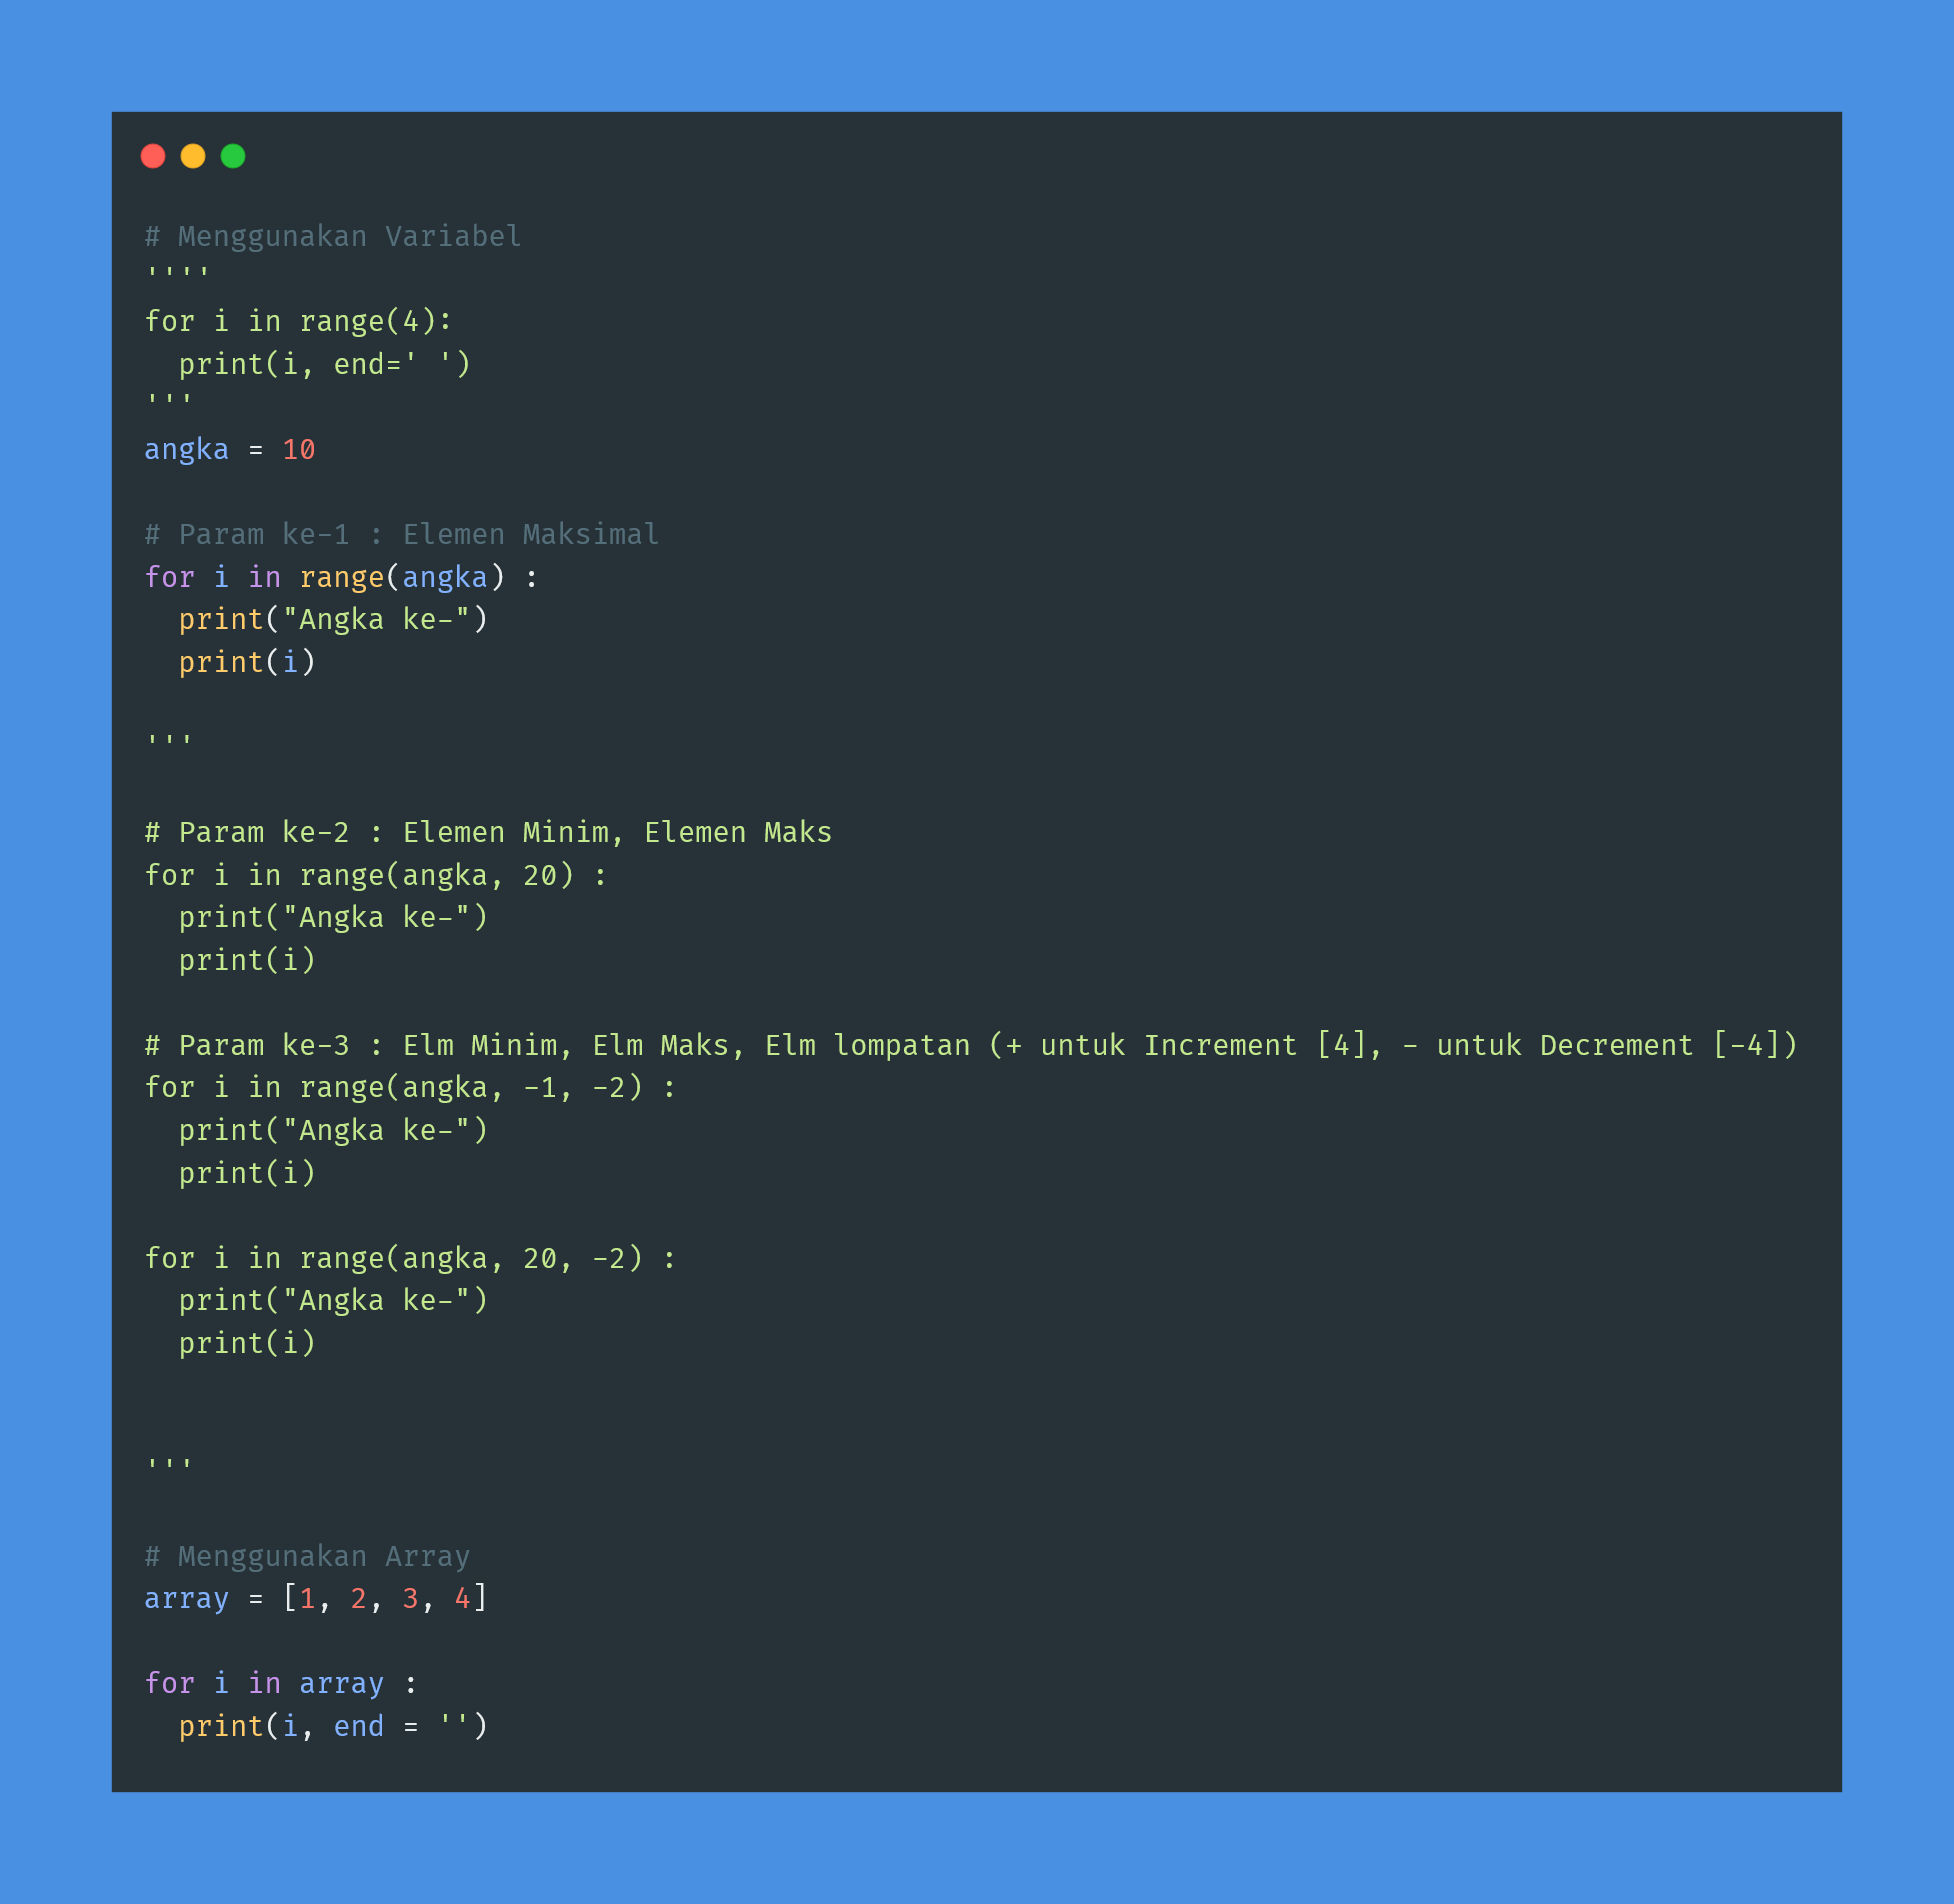 # Menggunakan Variabel
''''
for i in range(4):
  print(i, end=' ')
'''
angka = 10

# Param ke-1 : Elemen Maksimal
for i in range(angka) :
  print("Angka ke-")
  print(i)

'''

# Param ke-2 : Elemen Minim, Elemen Maks
for i in range(angka, 20) :
  print("Angka ke-")
  print(i)

# Param ke-3 : Elm Minim, Elm Maks, Elm lompatan (+ untuk Increment [4], - untuk Decrement [-4])
for i in range(angka, -1, -2) :
  print("Angka ke-")
  print(i)

for i in range(angka, 20, -2) :
  print("Angka ke-")
  print(i)


'''

# Menggunakan Array
array = [1, 2, 3, 4]

for i in array :
  print(i, end = '')